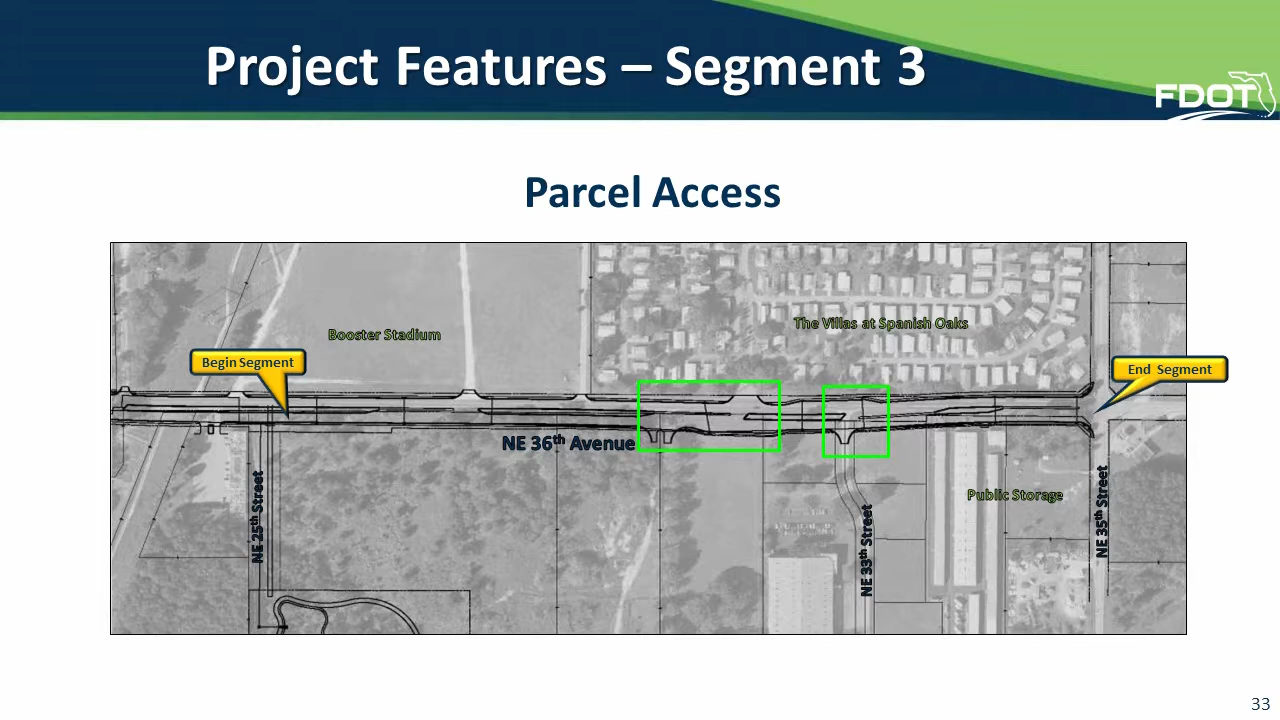 Project Features – Segment 3
FDOT
Parcel Access
Booster Stadium
The Villas at Spanish Oaks
Begin Segment
End Segment
NE 36th Avenue
Public Storage
NE 25th Street
NE 33th Street
NE 35th Street
33